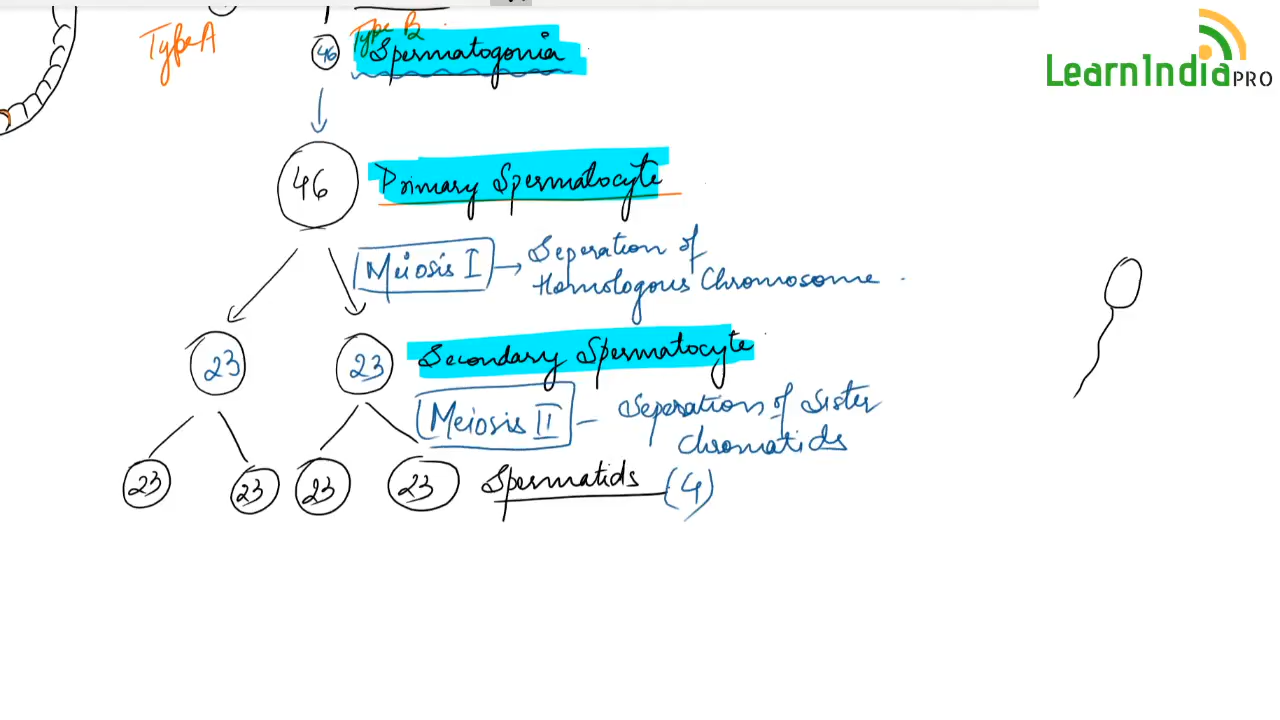 Type A
Type B
46
Spermatogonia
LearnIndia PRO
46
Primary Spermatocyte
Meiosis I
Seperation of
Homologous Chromosome
23
23
Secondary Spermatocyte
Meiosis II
Seperation of Sister
Chromatids
23
23
23
23
Spermatids (4)